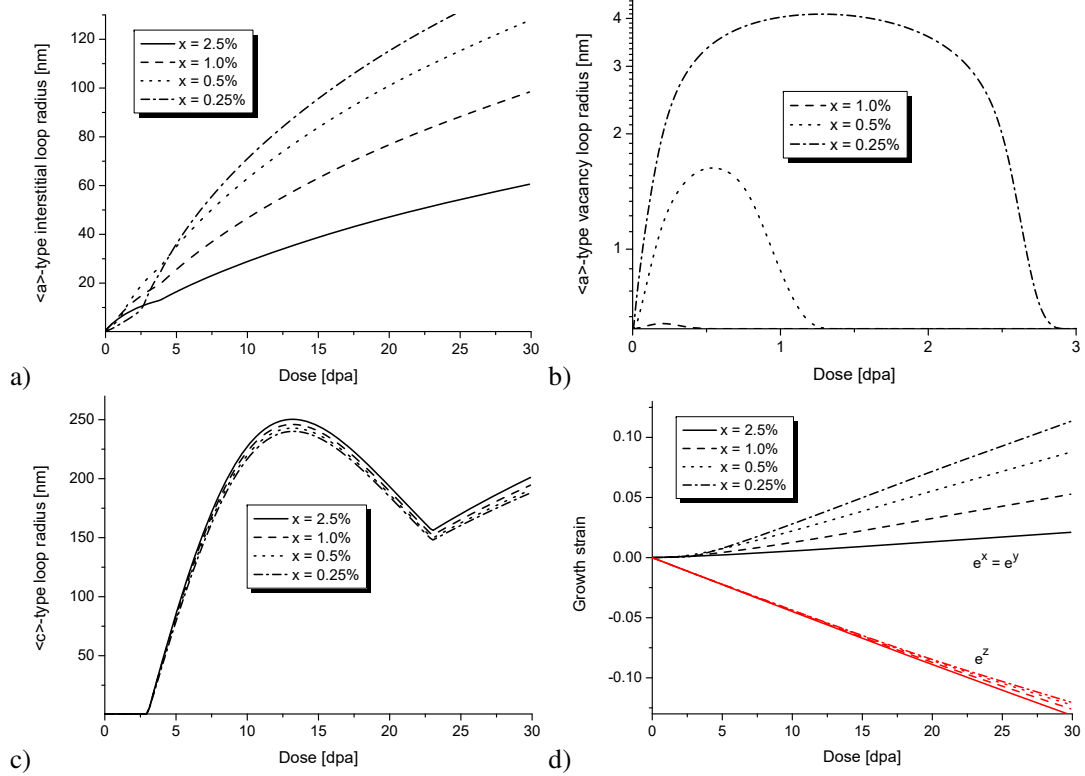 <a>-type interstitial loop radius [nm]
120
100
80
60
40
20
x = 2.5%
x = 1.0%
x = 0.5%
x = 0.25%
0
5
10
15
20
25
30
Dose [dpa]
a)
<a>-type vacancy loop radius [nm]
4
3
2
1
x = 1.0%
x = 0.5%
x = 0.25%
0
1
2
3
Dose [dpa]
b)
<c>-type loop radius [nm]
250
200
150
100
50
x = 2.5%
x = 1.0%
x = 0.5%
x = 0.25%
0
5
10
15
20
25
30
Dose [dpa]
c)
Growth strain
0.10
0.05
0.00
-0.05
-0.10
x = 2.5%
x = 1.0%
x = 0.5%
x = 0.25%
e^x = e^y
e^z
0
5
10
15
20
25
30
Dose [dpa]
d)